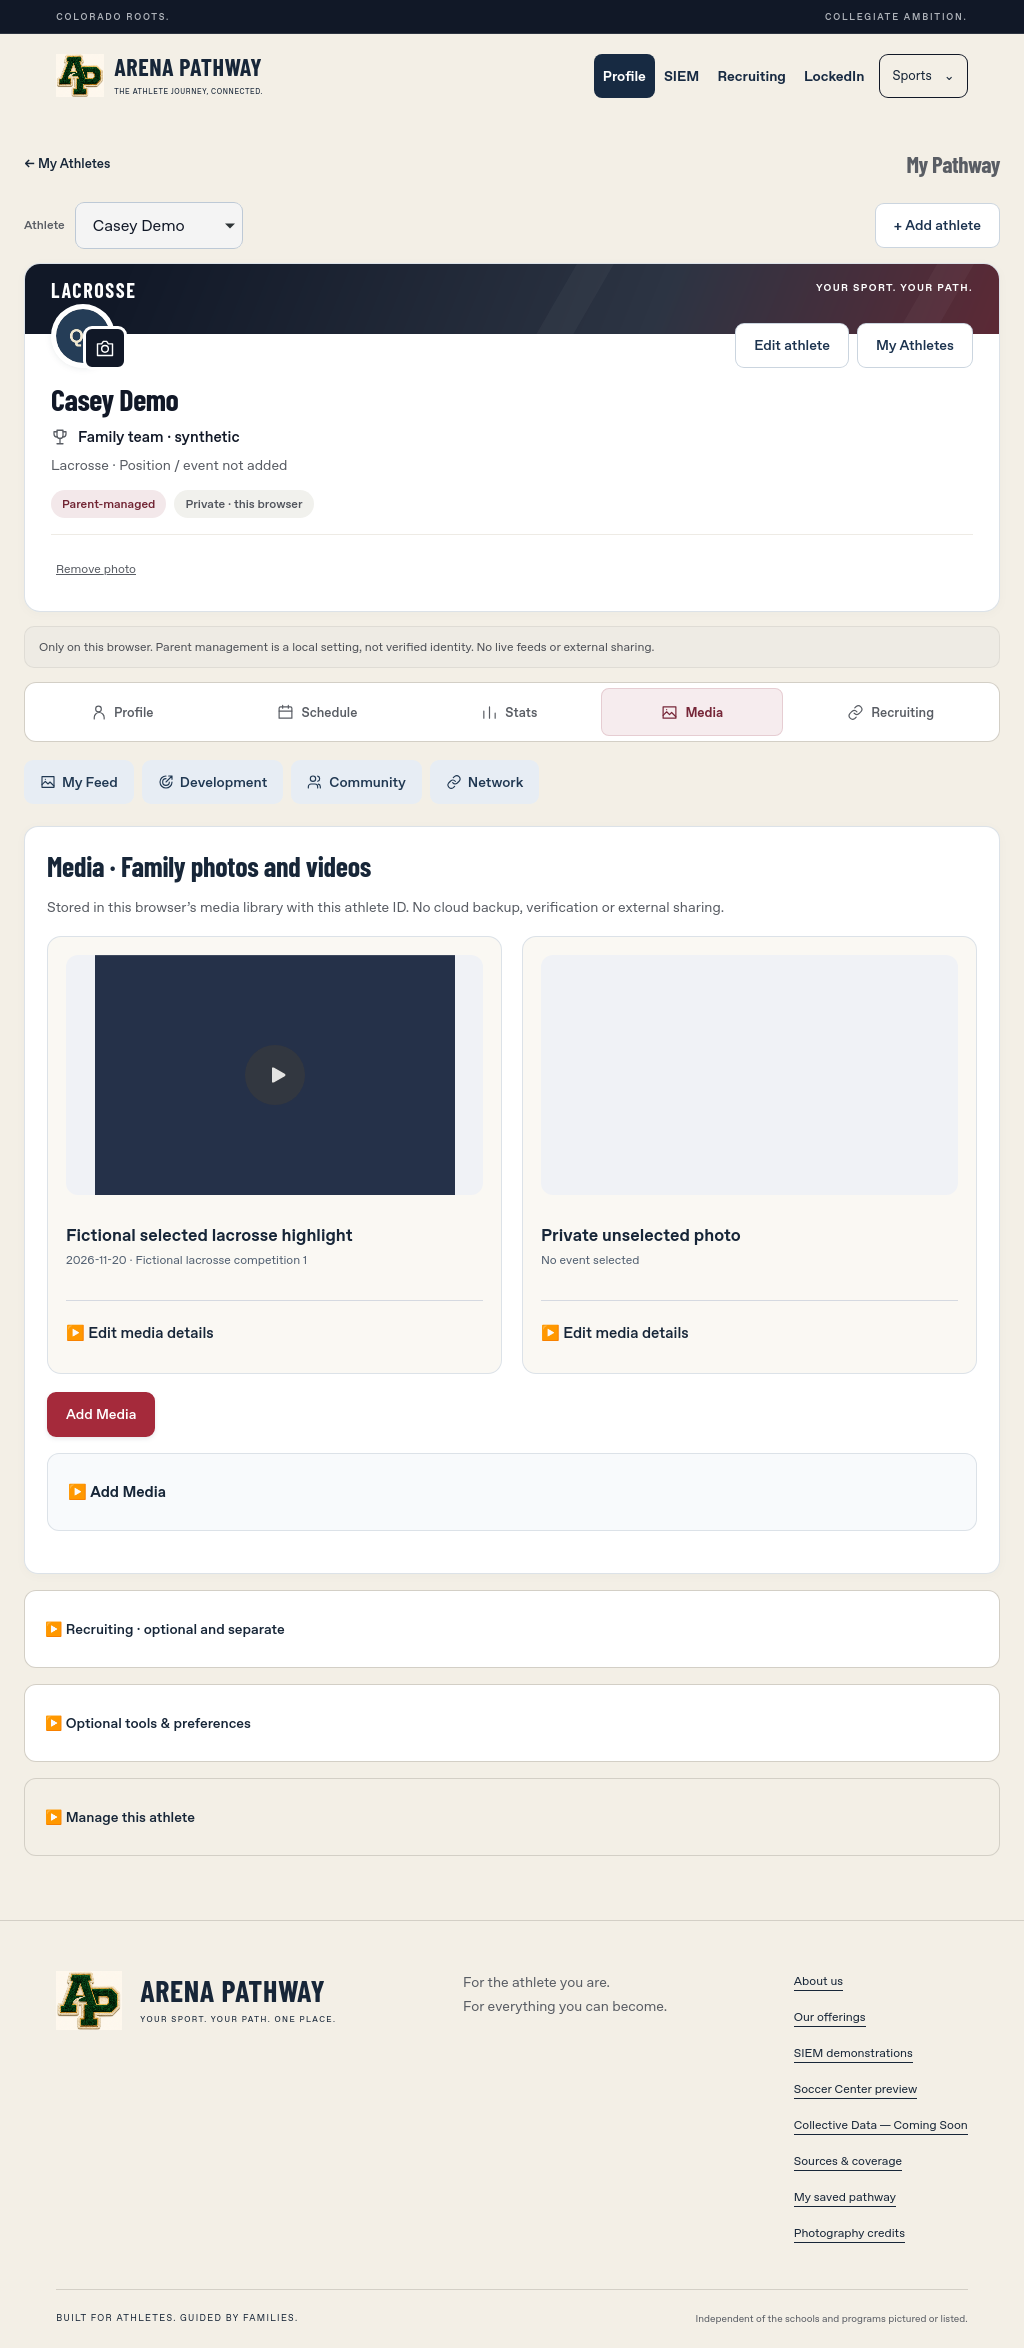 COLORADO ROOTS.
COLLEGIATE AMBITION.
AP
ARENA PATHWAY
THE ATHLETE JOURNEY, CONNECTED.
Profile
SIEM
Recruiting
LockedIn
Sports
← My Athletes
My Pathway
Athlete
Casey Demo
+ Add athlete
LACROSSE
YOUR SPORT. YOUR PATH.
Edit athlete
My Athletes
Casey Demo
Family team · synthetic
Lacrosse · Position / event not added
Parent-managed
Private · this browser
Remove photo
Only on this browser. Parent management is a local setting, not verified identity. No live feeds or external sharing.
Profile
Schedule
Stats
Media
Recruiting
My Feed
Development
Community
Network
Media · Family photos and videos
Stored in this browser’s media library with this athlete ID. No cloud backup, verification or external sharing.
Fictional selected lacrosse highlight
2026-11-20 · Fictional lacrosse competition 1
▶️ Edit media details
Private unselected photo
No event selected
▶️ Edit media details
Add Media
▶️ Add Media
▶️ Recruiting · optional and separate
▶️ Optional tools & preferences
▶️ Manage this athlete
AP
ARENA PATHWAY
YOUR SPORT. YOUR PATH. ONE PLACE.
For the athlete you are.
For everything you can become.
About us
Our offerings
SIEM demonstrations
Soccer Center preview
Collective Data — Coming Soon
Sources & coverage
My saved pathway
Photography credits
BUILT FOR ATHLETES. GUIDED BY FAMILIES.
Independent of the schools and programs pictured or listed.